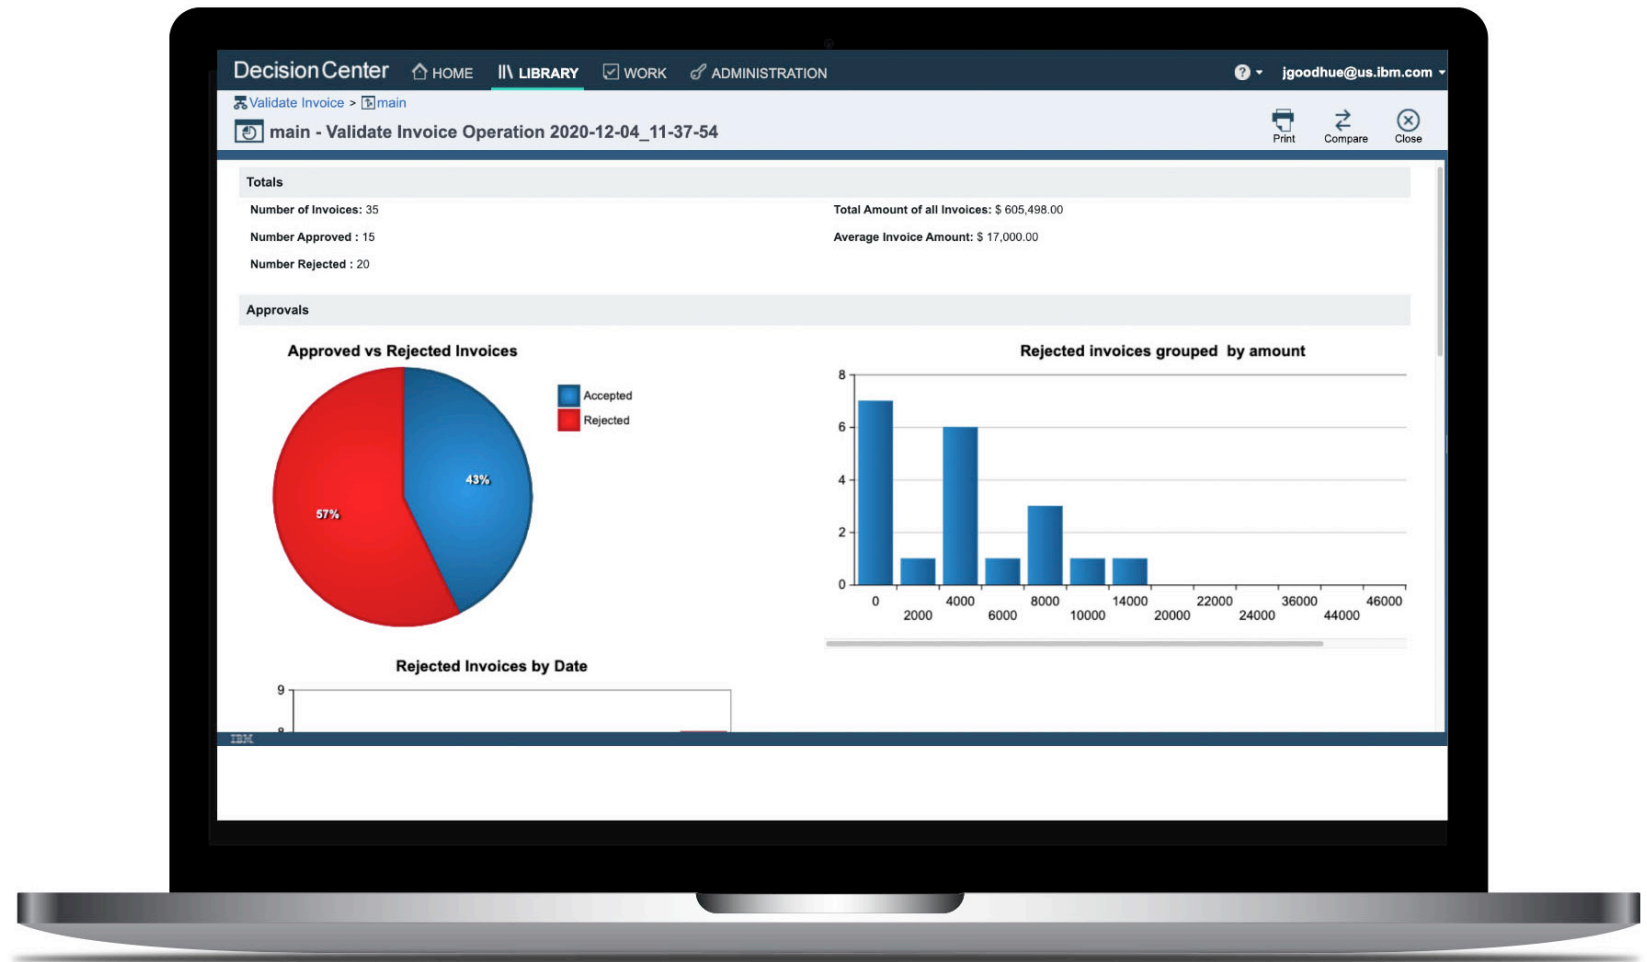 Decision Center HOME LIBRARY WORK ADMINISTRATION ? jgoodhue@us.ibm.com
Validate Invoice > main
main - Validate Invoice Operation 2020-12-04_11-37-54
Print Compare Close
Totals
Number of Invoices: 35 Total Amount of all Invoices: $ 605,498.00
Number Approved : 15 Average Invoice Amount: $ 17,000.00
Number Rejected : 20
Approvals
Approved vs Rejected Invoices
Accepted
Rejected
43%
57%
Rejected invoices grouped by amount
8
6
4
2
0
0 4000 8000 14000 22000 36000 46000
2000 6000 10000 20000 24000 44000
Rejected Invoices by Date
9
IBM